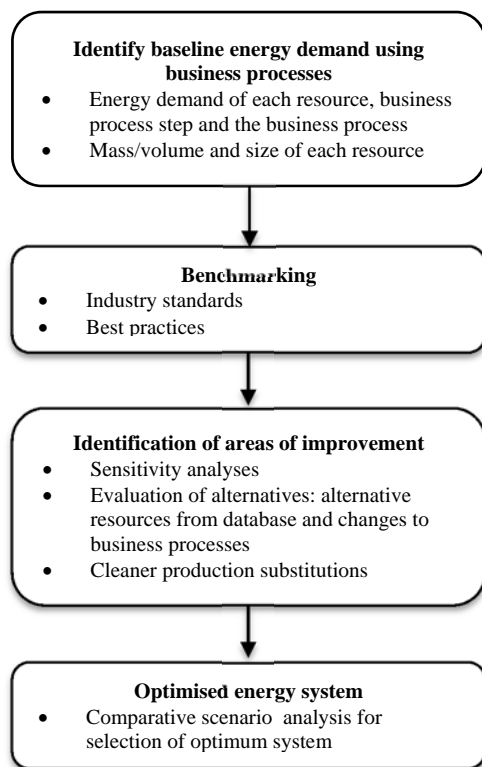 Identify baseline energy demand using
business processes
• Energy demand of each resource, business
process step and the business process
• Mass/volume and size of each resource
Benchmarking
• Industry standards
• Best practices
Identification of areas of improvement
• Sensitivity analyses
• Evaluation of alternatives: alternative
resources from database and changes to
business processes
• Cleaner production substitutions
Optimised energy system
• Comparative scenario analysis for
selection of optimum system